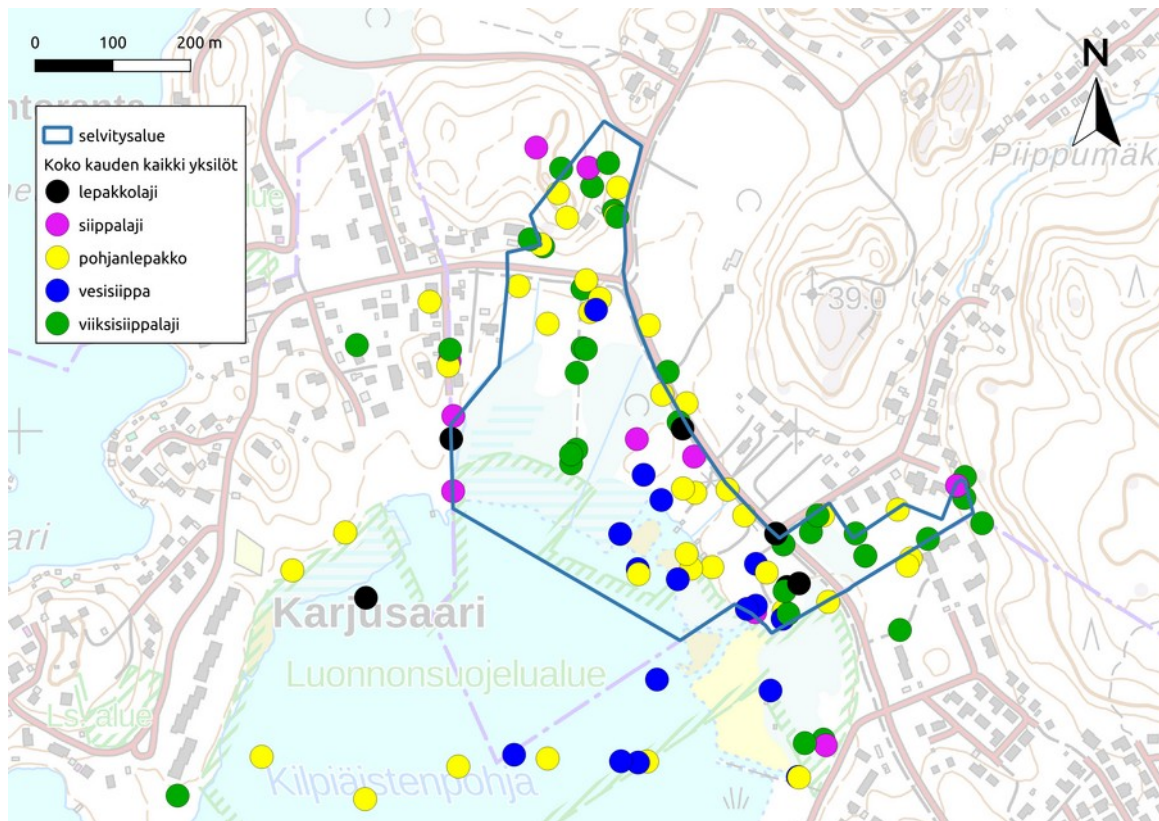 0 100 200 m
N
selvitysalue
Koko kauden kaikki yksilöt
lepakkolaji
siippalaji
pohjanlepakko
vesisiippa
viiksisiippalaji
Piippumäk
39.0
Karjusaari
Luonnonsuojelualue
Ls. alue
Kilpiäistenpohja